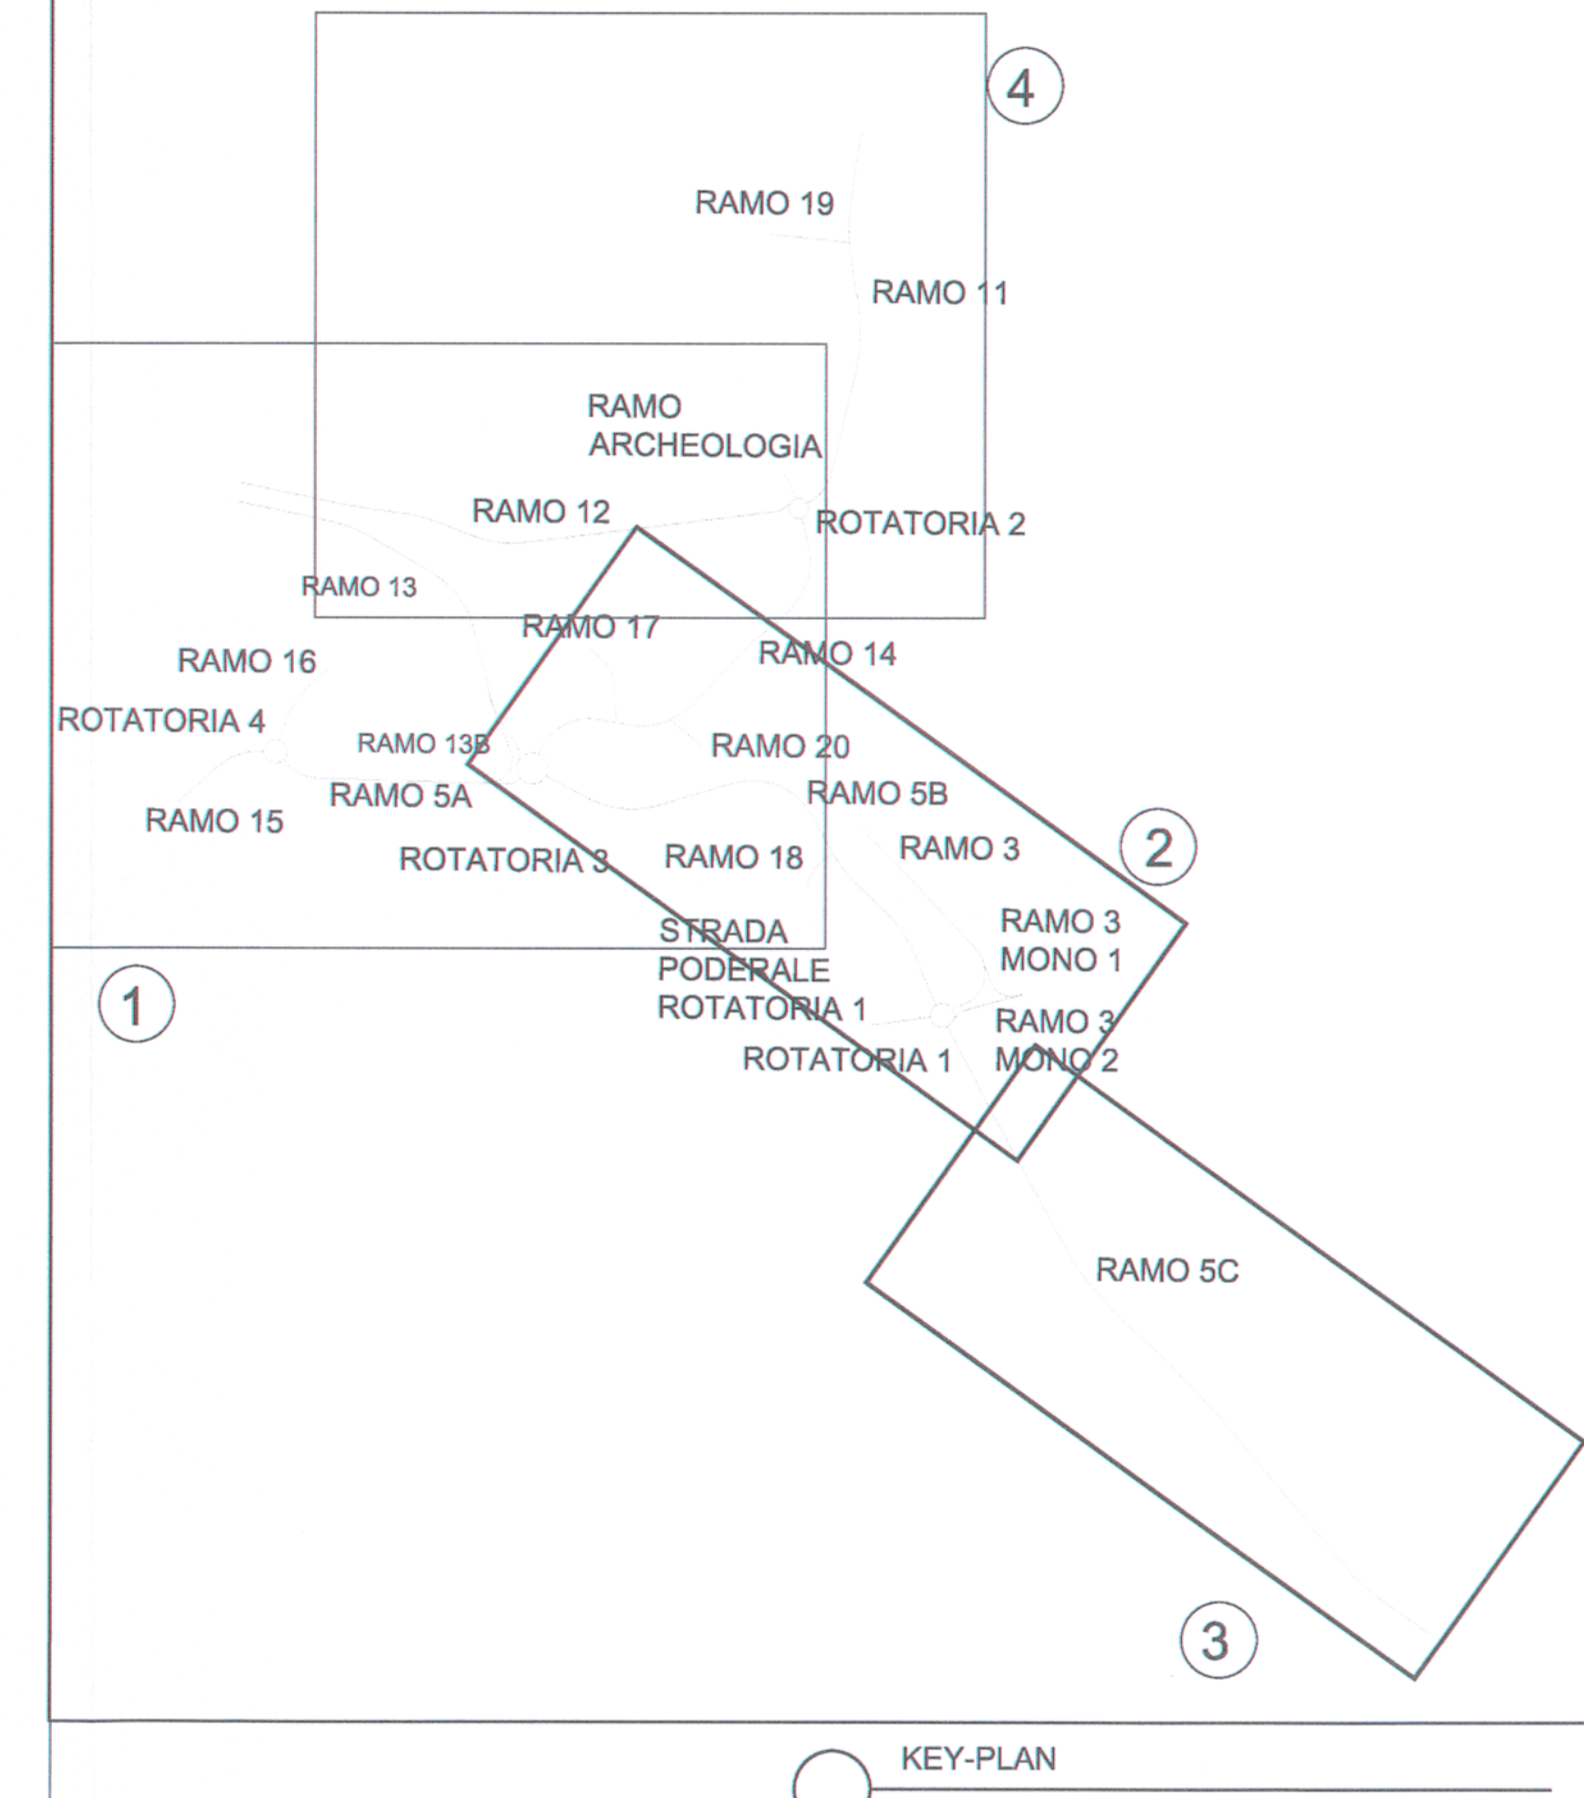 4
RAMO 19
RAMO 11
RAMO
ARCHEOLOGIA
RAMO 12
ROTATORIA 2
RAMO 13
RAMO 17
RAMO 14
RAMO 16
ROTATORIA 4
RAMO 13B
RAMO 20
RAMO 5A
RAMO 5B
RAMO 15
ROTATORIA 3
RAMO 18
RAMO 3
2
RAMO 3
MONO 1
STRADA
PODERALE
ROTATORIA 1
1
RAMO 3
MONO 2
ROTATORIA 1
RAMO 5C
3
KEY-PLAN